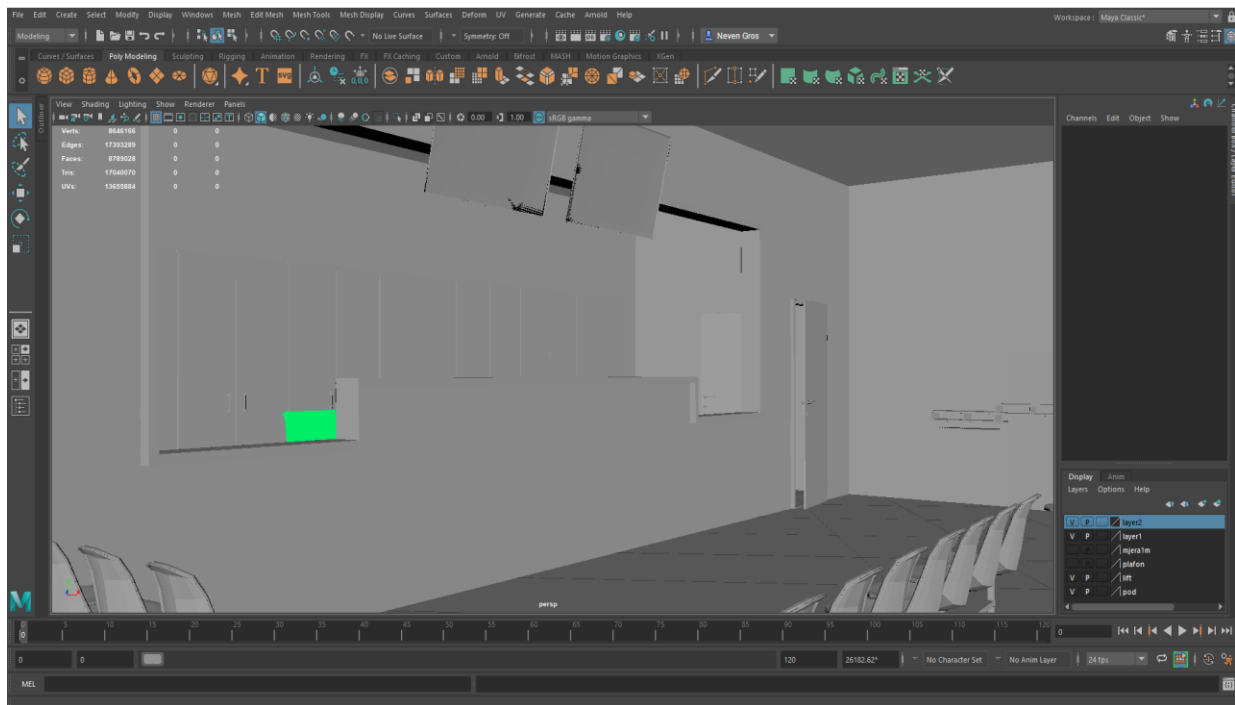 File Edit Create Select Modify Display Windows Mesh Edit Mesh Mesh Tools Mesh Display Curves Surfaces Deform UV Generate Cache Arnold Help
Workspace: Maya Classic*
Modeling No Live Surface Symmetry: Off Neven Gros
Curves / Surfaces Poly Modeling Sculpting Rigging Animation Rendering FX FX Caching Custom Arnold Bifrost MASH Motion Graphics XGen
T SVG 0,0,0
View Shading Lighting Show Renderer Panels
0.00 1.00 sRGB gamma
Channels Edit Object Show
Outliner
Verts: 8646166 0 0
Edges: 17393289 0 0
Faces: 8789028 0 0
Tris: 17040070 0 0
UVs: 13655884 0 0
Display Anim
Layers Options Help
V P layer2
V P layer1
mjera1m
plafon
V P lift
V P pod
persp
0 5 10 15 20 25 30 35 40 45 50 55 60 65 70 75 80 85 90 95 100 105 110 115 120
0
0
0 0 120 26182.62* No Character Set No Anim Layer 24 fps
MEL